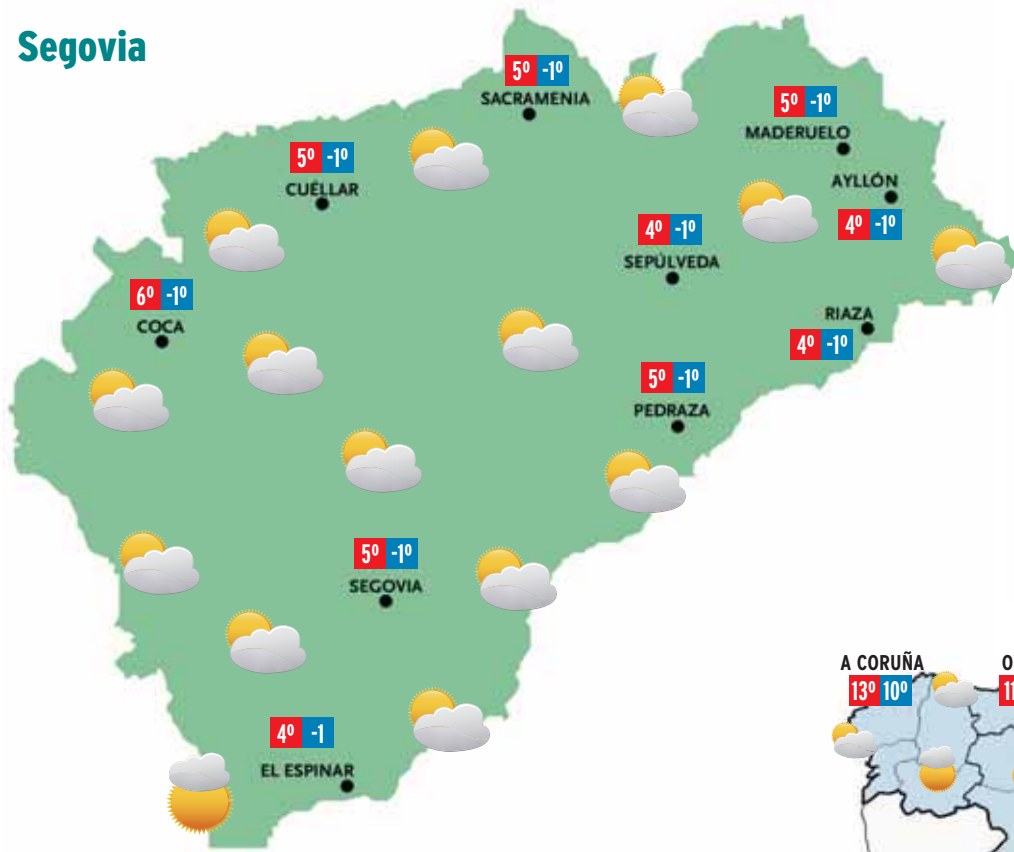 Segovia
5º -1º
SACRAMENIA
5º -1º
MADERUELO
5º -1º
CUÉLLAR
AYLLÓN
4º -1º
4º -1º
SEPÚLVEDA
6º -1º
COCA
RIAZA
4º -1º
5º -1º
PEDRAZA
5º -1º
SEGOVIA
A CORUÑA
13º 10º
4º -1
EL ESPINAR